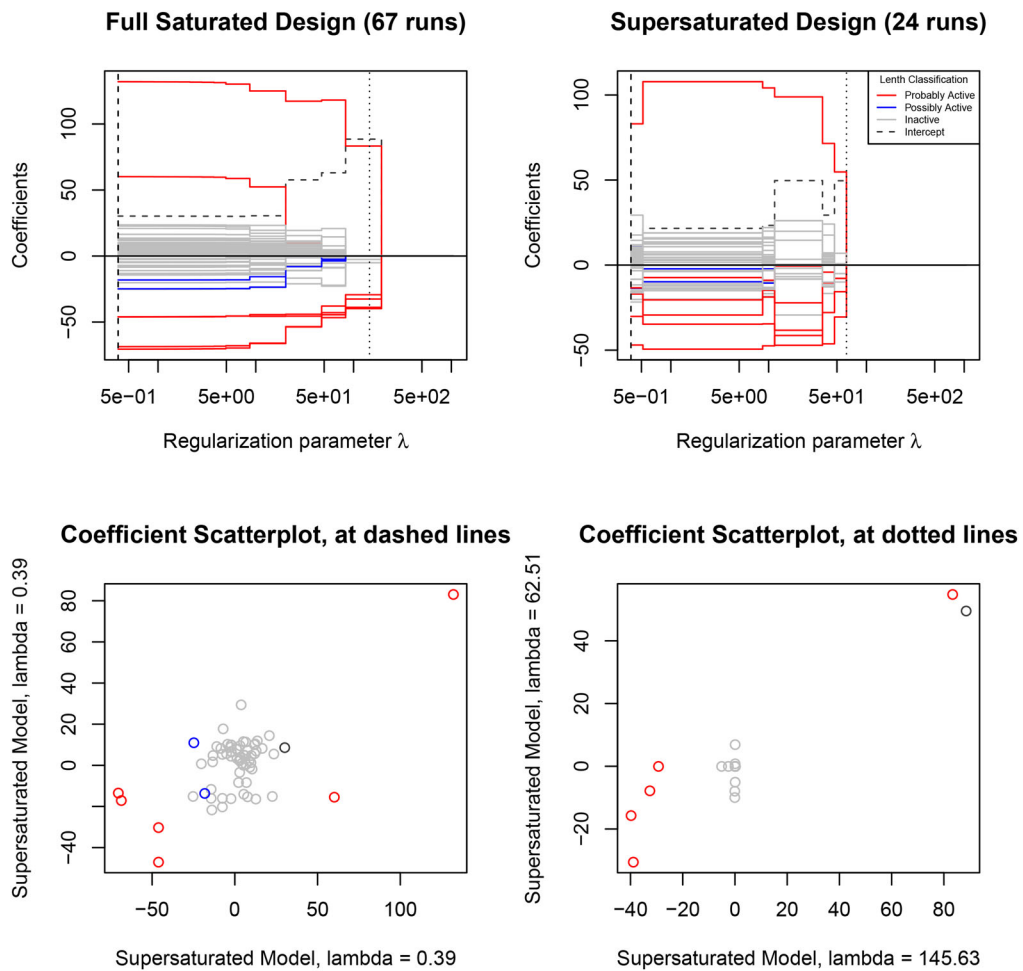 Full Saturated Design (67 runs)
Coefficients
100
50
0
−50
5e−01
5e+00
5e+01
5e+02
Regularization parameter λ
Supersaturated Design (24 runs)
Coefficients
100
50
0
−50
Lenth Classification
Probably Active
Possibly Active
Inactive
Intercept
5e−01
5e+00
5e+01
5e+02
Regularization parameter λ
Coefficient Scatterplot, at dashed lines
Supersaturated Model, lambda = 0.39
80
60
40
20
0
−40
−50
0
50
100
Supersaturated Model, lambda = 0.39
Coefficient Scatterplot, at dotted lines
Supersaturated Model, lambda = 62.51
40
20
0
−20
−40
−20
0
20
40
60
80
Supersaturated Model, lambda = 145.63